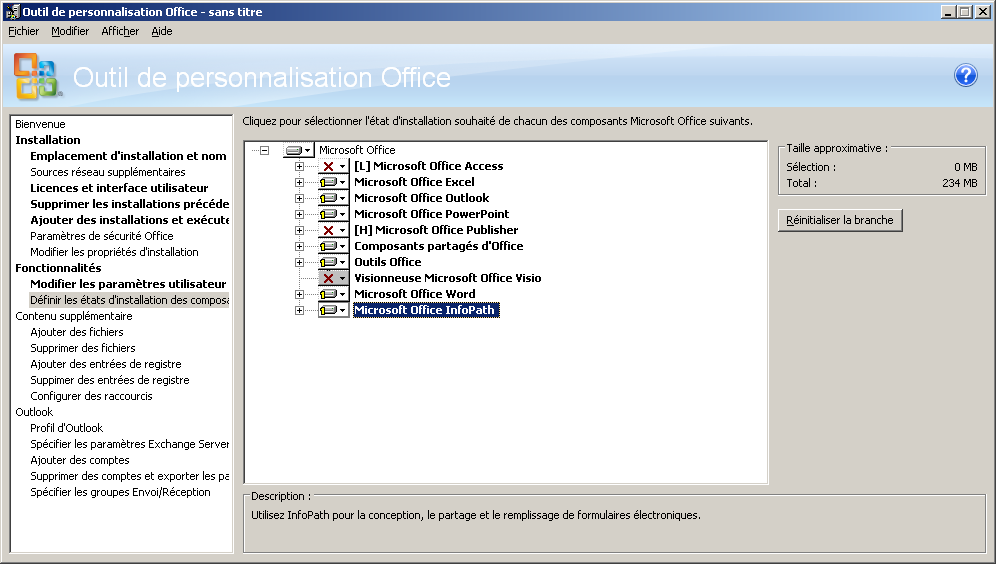 Outil de personnalisation Office - sans titre
Fichier Modifier Afficher Aide
Outil de personnalisation Office
Bienvenue
Installation
Emplacement d'installation et nom
Sources réseau supplémentaires
Licences et interface utilisateur
Supprimer les installations précéde
Ajouter des installations et exécute
Paramètres de sécurité Office
Modifier les propriétés d'installation
Fonctionnalités
Modifier les paramètres utilisateur
Définir les états d'installation des composa
Contenu supplémentaire
Ajouter des fichiers
Supprimer des fichiers
Ajouter des entrées de registre
Suppimer des entrées de registre
Configurer des raccourcis
Outlook
Profil d'Outlook
Spécifier les paramètres Exchange Server
Ajouter des comptes
Supprimer des comptes et exporter les pa
Spécifier les groupes Envoi/Réception
Cliquez pour sélectionner l'état d'installation souhaité de chacun des composants Microsoft Office suivants.
Microsoft Office
[L] Microsoft Office Access
Microsoft Office Excel
Microsoft Office Outlook
Microsoft Office PowerPoint
[H] Microsoft Office Publisher
Composants partagés d'Office
Outils Office
Visionneuse Microsoft Office Visio
Microsoft Office Word
Microsoft Office InfoPath
Taille approximative :
Sélection : 0 MB
Total : 234 MB
Réinitialiser la branche
Description :
Utilisez InfoPath pour la conception, le partage et le remplissage de formulaires électroniques.